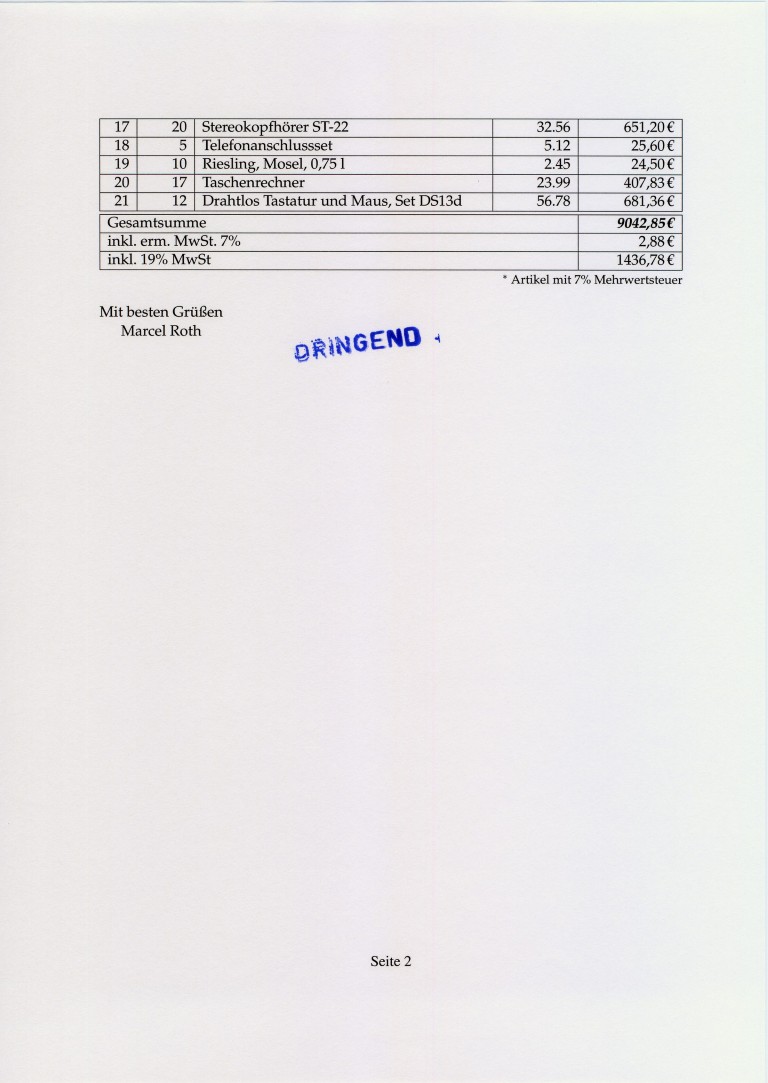 17 20 Stereokopfhörer ST-22 32.56 651,20 €
18 5 Telefonanschlussset 5.12 25,60 €
19 10 Riesling, Mosel, 0,75 l 2.45 24,50 €
20 17 Taschenrechner 23.99 407,83 €
21 12 Drahtlos Tastatur und Maus, Set DS13d 56.78 681,36 €
Gesamtsumme 9042,85 €
inkl. erm. MwSt. 7% 2,88 €
inkl. 19% MwSt 1436,78 €
* Artikel mit 7% Mehrwertsteuer
Mit besten Grüßen
Marcel Roth
DRINGEND
Seite 2